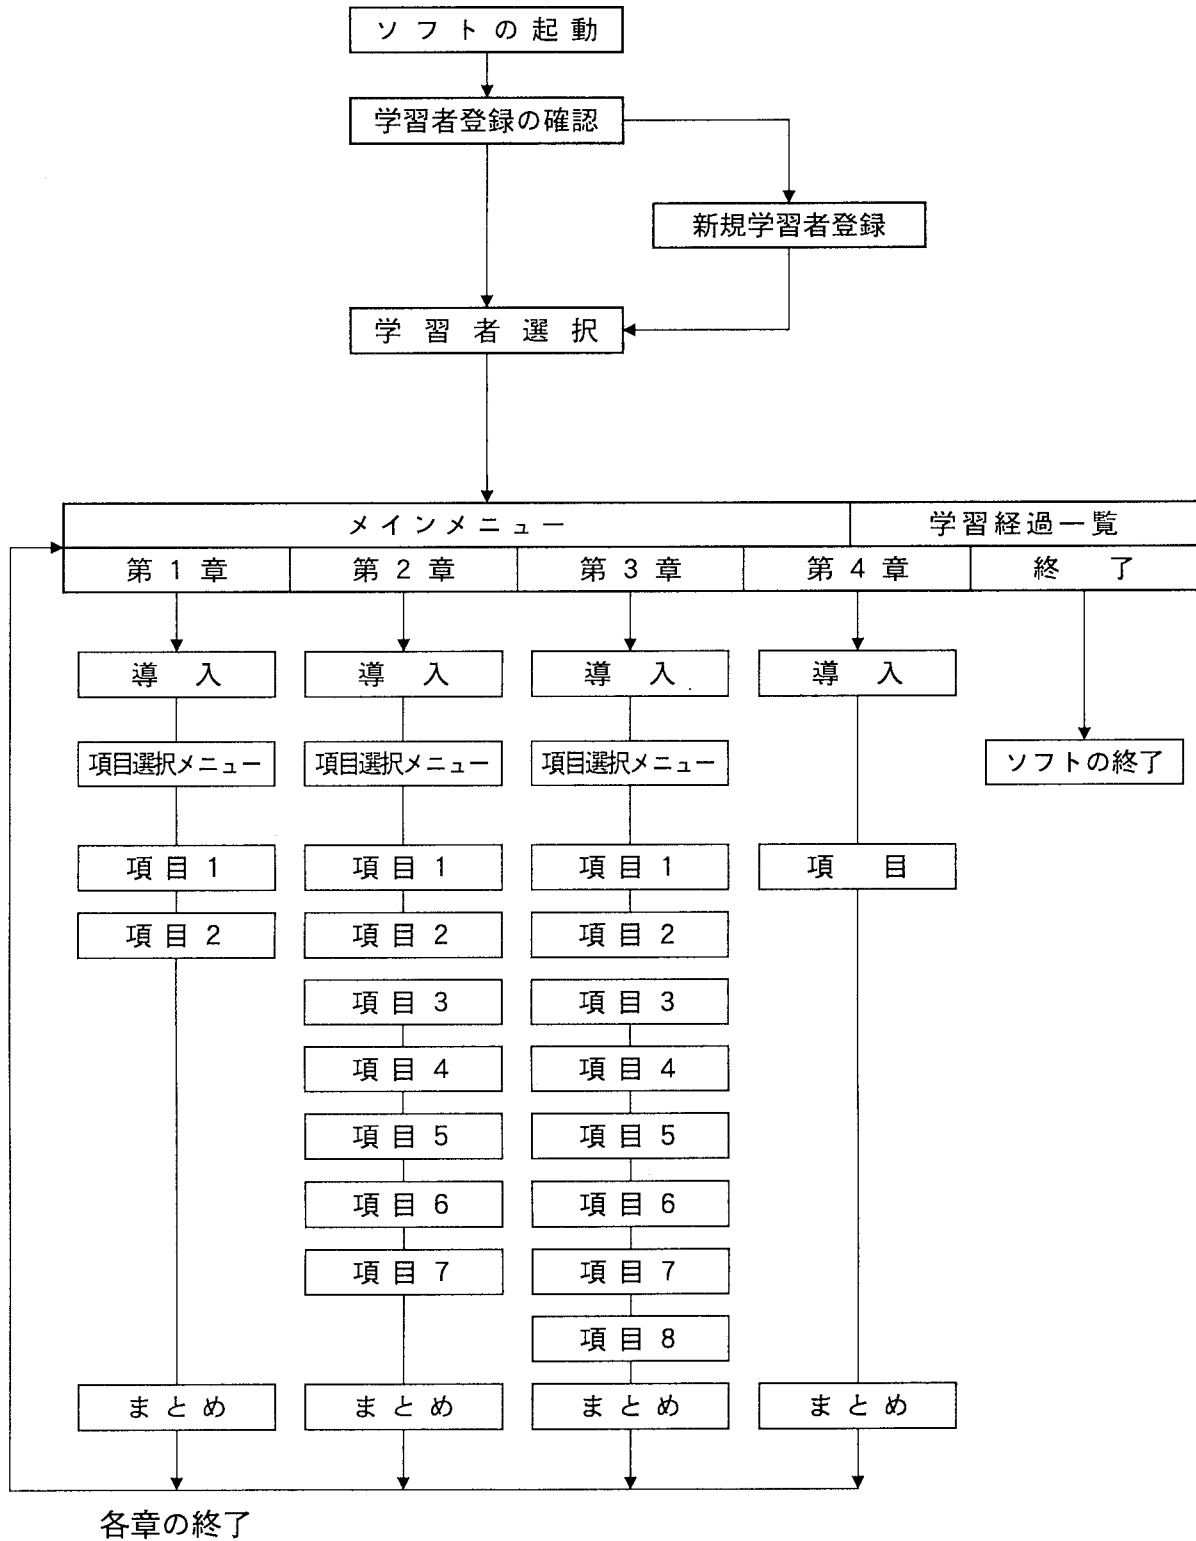 ソフトの起動
学習者登録の確認
新規学習者登録
学習者選択
メインメニュー 学習経過一覧
第1章 第2章 第3章 第4章 終了
導入 導入 導入 導入
項目選択メニュー 項目選択メニュー 項目選択メニュー ソフトの終了
項目1 項目1 項目1 項目
項目2 項目2 項目2
項目3 項目3
項目4 項目4
項目5 項目5
項目6 項目6
項目7 項目7
項目8
まとめ まとめ まとめ まとめ
各章の終了